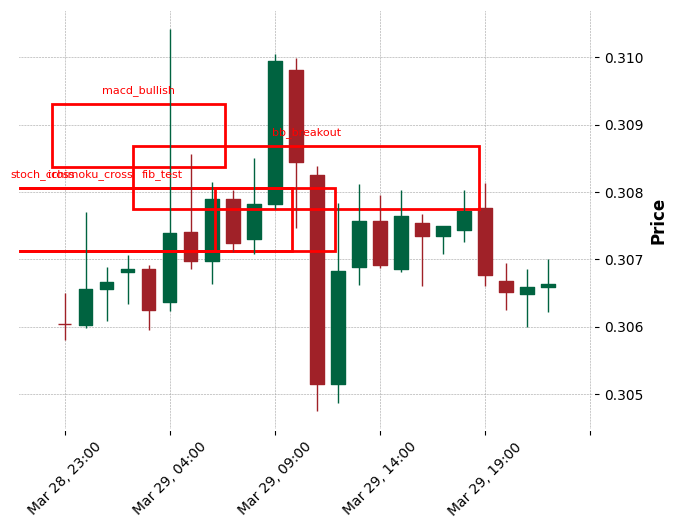 0.310
macd_bullish
0.309
bb_breakout
stoch_cross
ichimoku_cross
fib_test
0.308
0.307
0.306
0.305
Price
Mar 28, 23:00
Mar 29, 04:00
Mar 29, 09:00
Mar 29, 14:00
Mar 29, 19:00